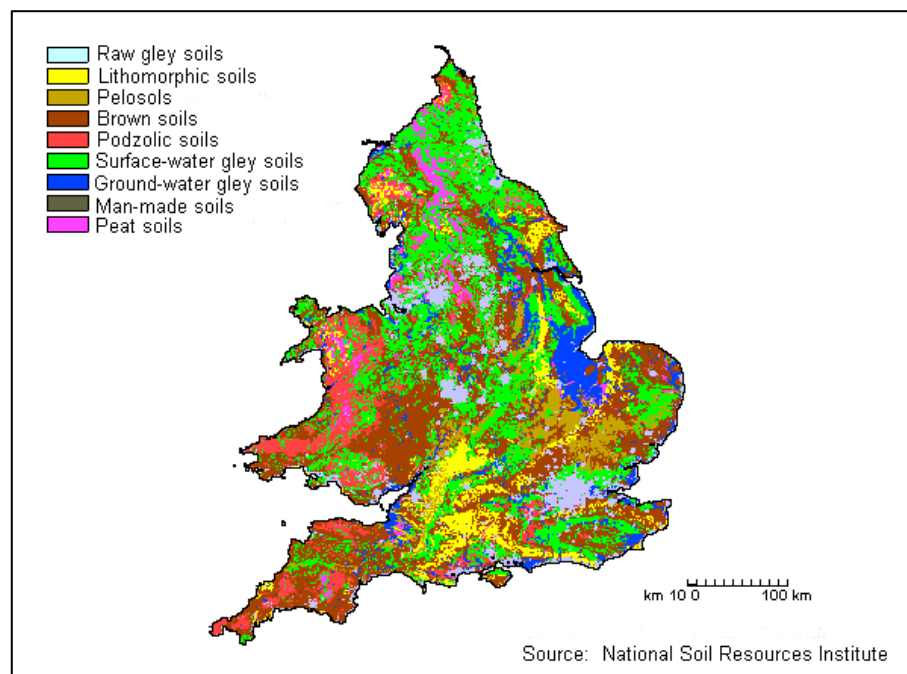 Raw gley soils
Lithomorphic soils
Pelosols
Brown soils
Podzolic soils
Surface-water gley soils
Ground-water gley soils
Man-made soils
Peat soils
km 10 0 100 km
Source: National Soil Resources Institute